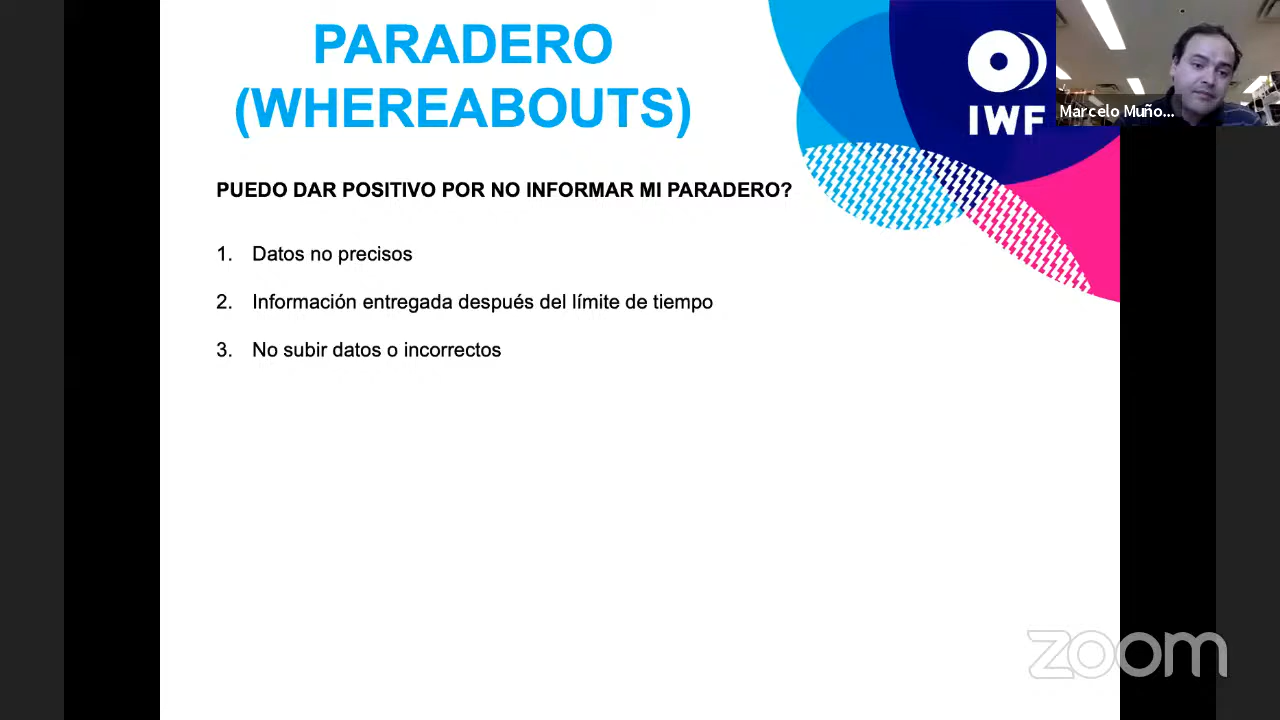 PARADERO
(WHEREABOUTS)
IWF
Marcelo Muño...
PUEDO DAR POSITIVO POR NO INFORMAR MI PARADERO?
1. Datos no precisos
2. Información entregada después del límite de tiempo
3. No subir datos o incorrectos
zoom